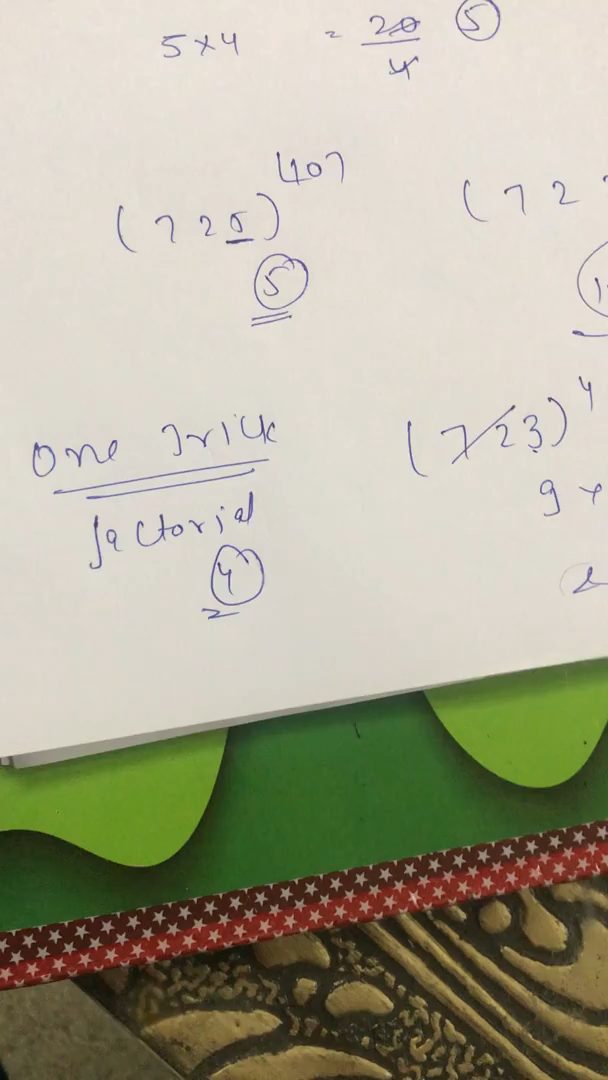 5×4 = 20/4 5
(725)^407 (72
5
One Trick (723)^4
factorial 9 ×
4